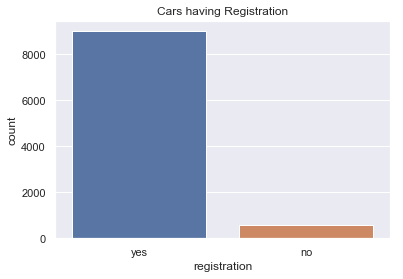 Cars having Registration
count
8000
6000
4000
2000
0
yes no
registration